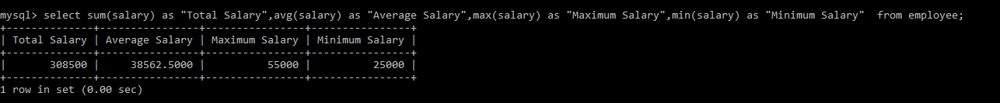 mysql> select sum(salary) as "Total Salary",avg(salary) as "Average Salary",max(salary) as "Maximum Salary",min(salary) as "Minimum Salary"  from employee;
+--------------+----------------+----------------+----------------+
| Total Salary | Average Salary | Maximum Salary | Minimum Salary |
+--------------+----------------+----------------+----------------+
|       308500 |     38562.5000 |          55000 |          25000 |
+--------------+----------------+----------------+----------------+
1 row in set (0.00 sec)